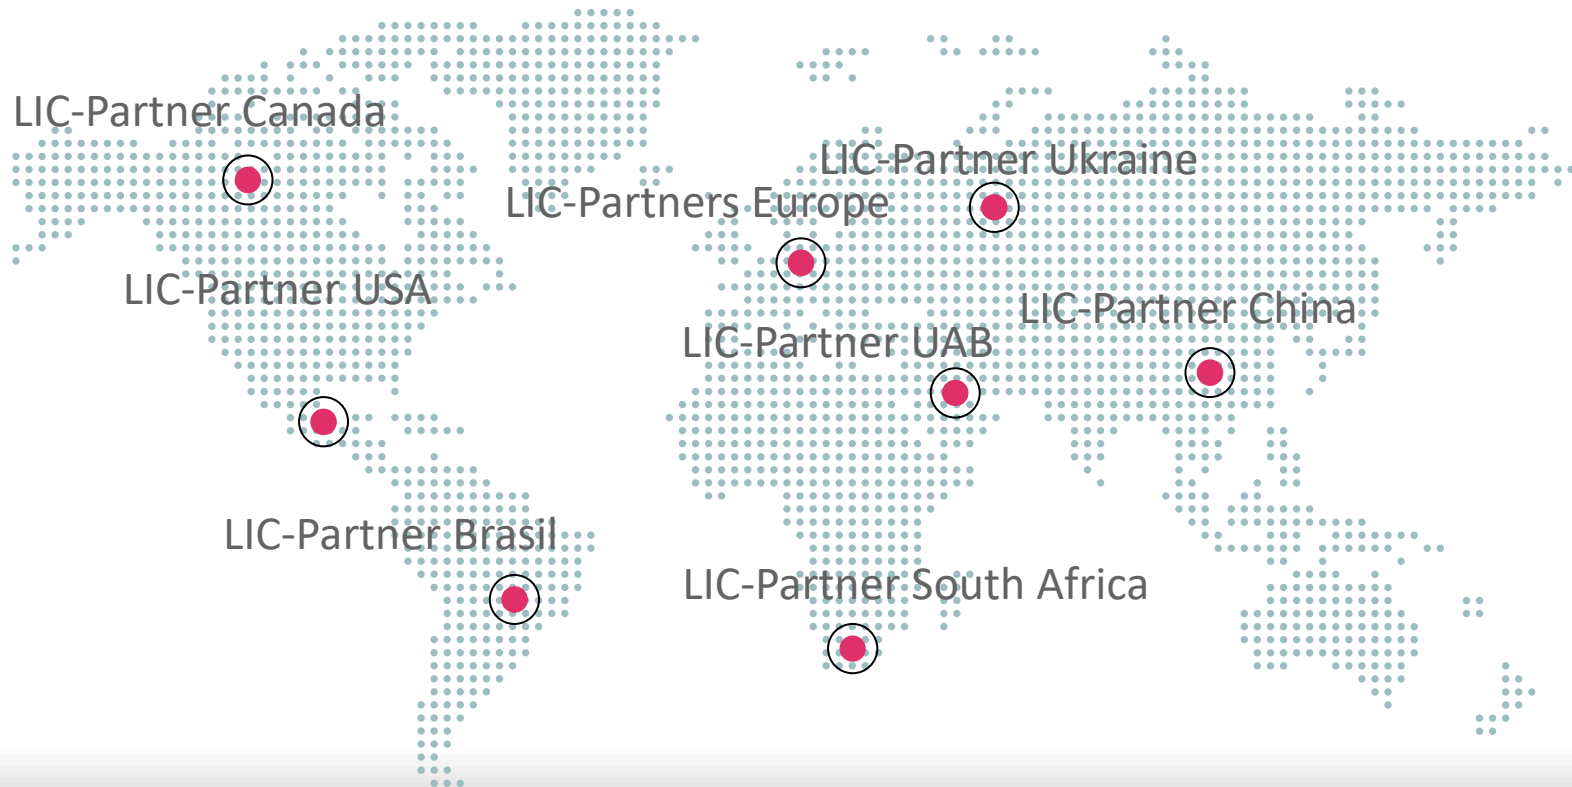 LIC-Partner Canada
LIC-Partner Ukraine
LIC-Partners Europe
LIC-Partner USA
LIC-Partner China
LIC-Partner UAB
LIC-Partner Brasil
LIC-Partner South Africa